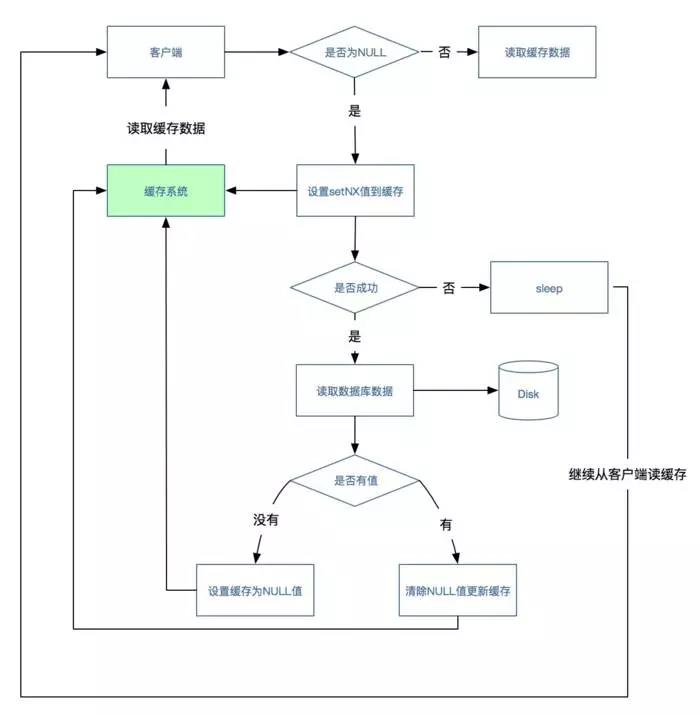 客户端
是否为NULL
否
读取缓存数据
是
读取缓存数据
缓存系统
设置setNX值到缓存
是否成功
否
sleep
是
读取数据库数据
Disk
是否有值
继续从客户端读缓存
没有
有
设置缓存为NULL值
清除NULL值更新缓存